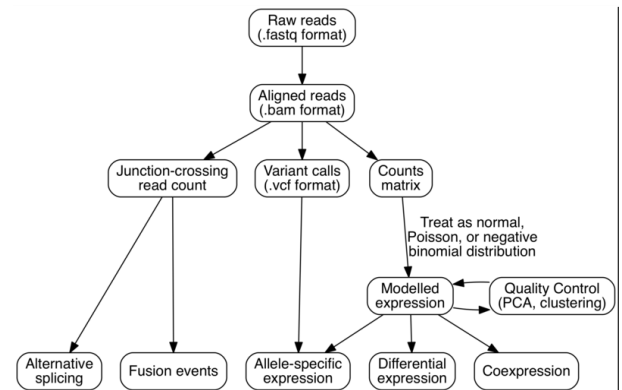 Raw reads
(.fastq format)
Aligned reads
(.bam format)
Junction-crossing
read count
Variant calls
(.vcf format)
Counts
matrix
Treat as normal,
Poisson, or negative
binomial distribution
Modelled
expression
Quality Control
(PCA, clustering)
Alternative
splicing
Fusion events
Allele-specific
expression
Differential
expression
Coexpression